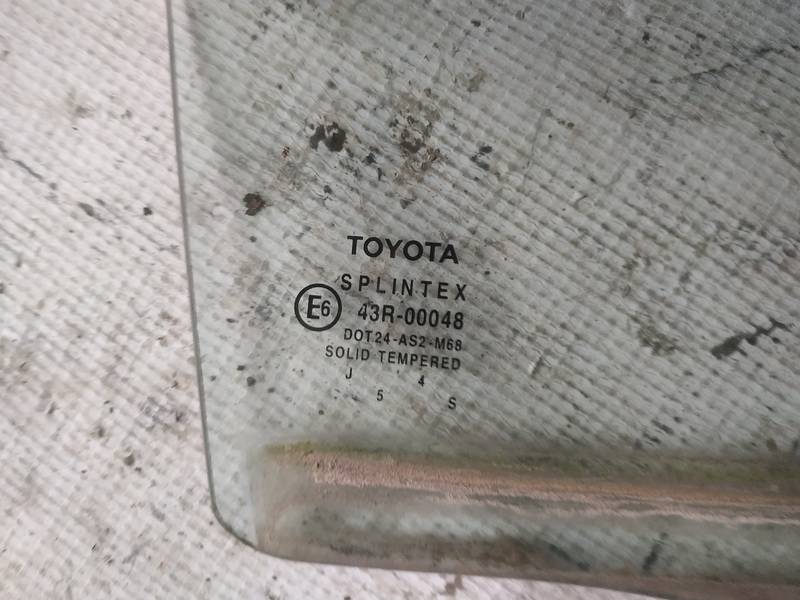 TOYOTA
SPLINTEX
E6 43R-00048
DOT24-AS2-M68
SOLID TEMPERED
J 4
5 S